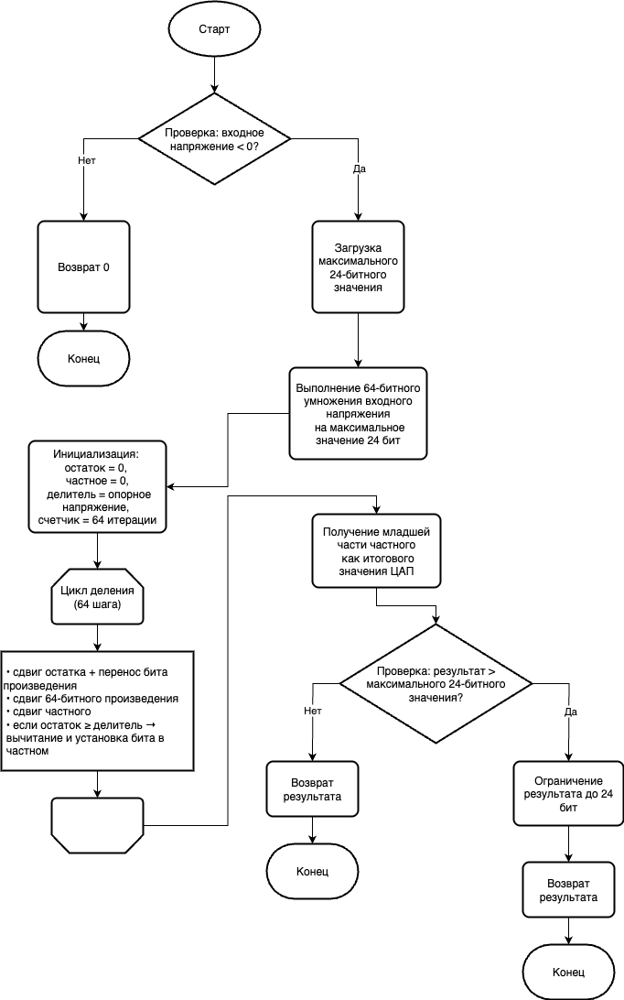 Старт
Проверка: входное
напряжение < 0?
Нет
Да
Возврат 0
Загрузка
максимального
24-битного
значения
Конец
Выполнение 64-битного
умножения входного
напряжения
на максимальное
значение 24 бит
Инициализация:
остаток = 0,
частное = 0,
делитель = опорное
напряжение,
счетчик = 64 итерации
Получение младшей
части частного
как итогового
значения ЦАП
Цикл деления
(64 шага)
• сдвиг остатка + перенос бита
произведения
• сдвиг 64-битного произведения
• сдвиг частного
• если остаток ≥ делитель →
вычитание и установка бита в
частном
Проверка: результат >
максимального 24-битного
значения?
Нет
Да
Возврат
результата
Ограничение
результата до 24
бит
Конец
Возврат
результата
Конец